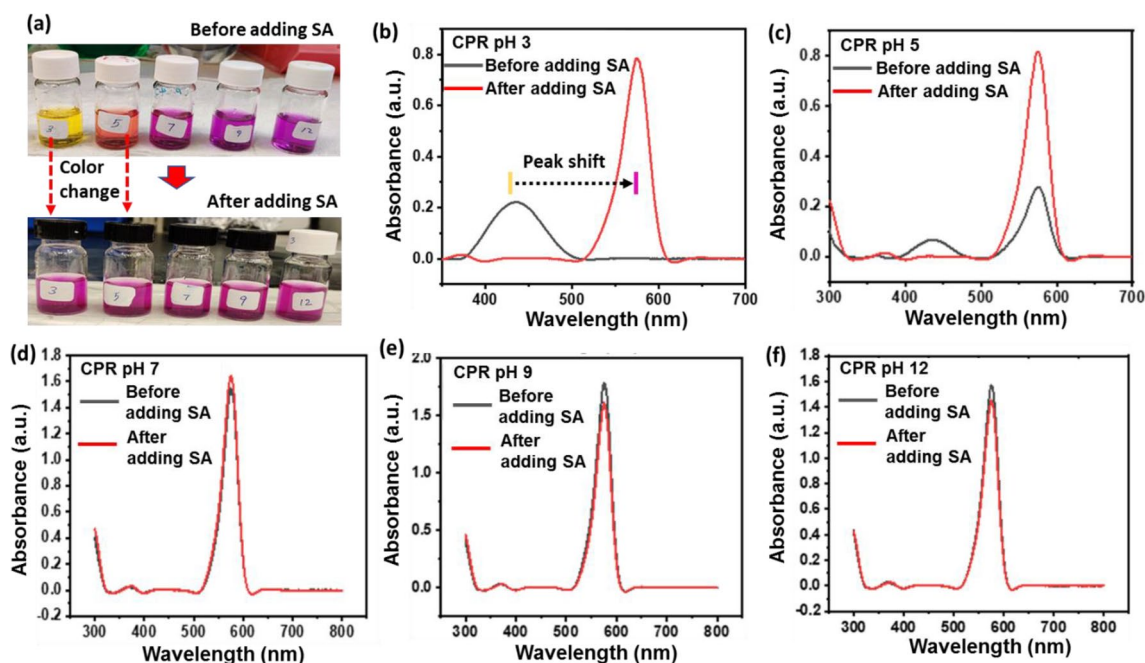 (a)
Before adding SA
3
5
7
9
12
Color
change
After adding SA
3
5
7
9
12
(b)
CPR pH 3
Before adding SA
After adding SA
Peak shift
0.8
0.6
0.4
0.2
0.0
Absorbance (a.u.)
400 500 600 700
Wavelength (nm)
(c)
CPR pH 5
Before adding SA
After adding SA
0.8
0.6
0.4
0.2
0.0
Absorbance (a.u.)
300 400 500 600 700
Wavelength (nm)
(d)
CPR pH 7
Before
adding SA
After
adding SA
1.8
1.6
1.4
1.2
1.0
0.8
0.6
0.4
0.2
0.0
-0.2
Absorbance (a.u.)
300 400 500 600 700 800
Wavelength (nm)
(e)
CPR pH 9
Before
adding SA
After
adding SA
2.0
1.5
1.0
0.5
0.0
Absorbance (a.u.)
300 400 500 600 700 800
Wavelength (nm)
(f)
CPR pH 12
Before
adding SA
After
adding SA
1.8
1.6
1.4
1.2
1.0
0.8
0.6
0.4
0.2
0.0
-0.2
Absorbance (a.u.)
300 400 500 600 700 800
Wavelength (nm)